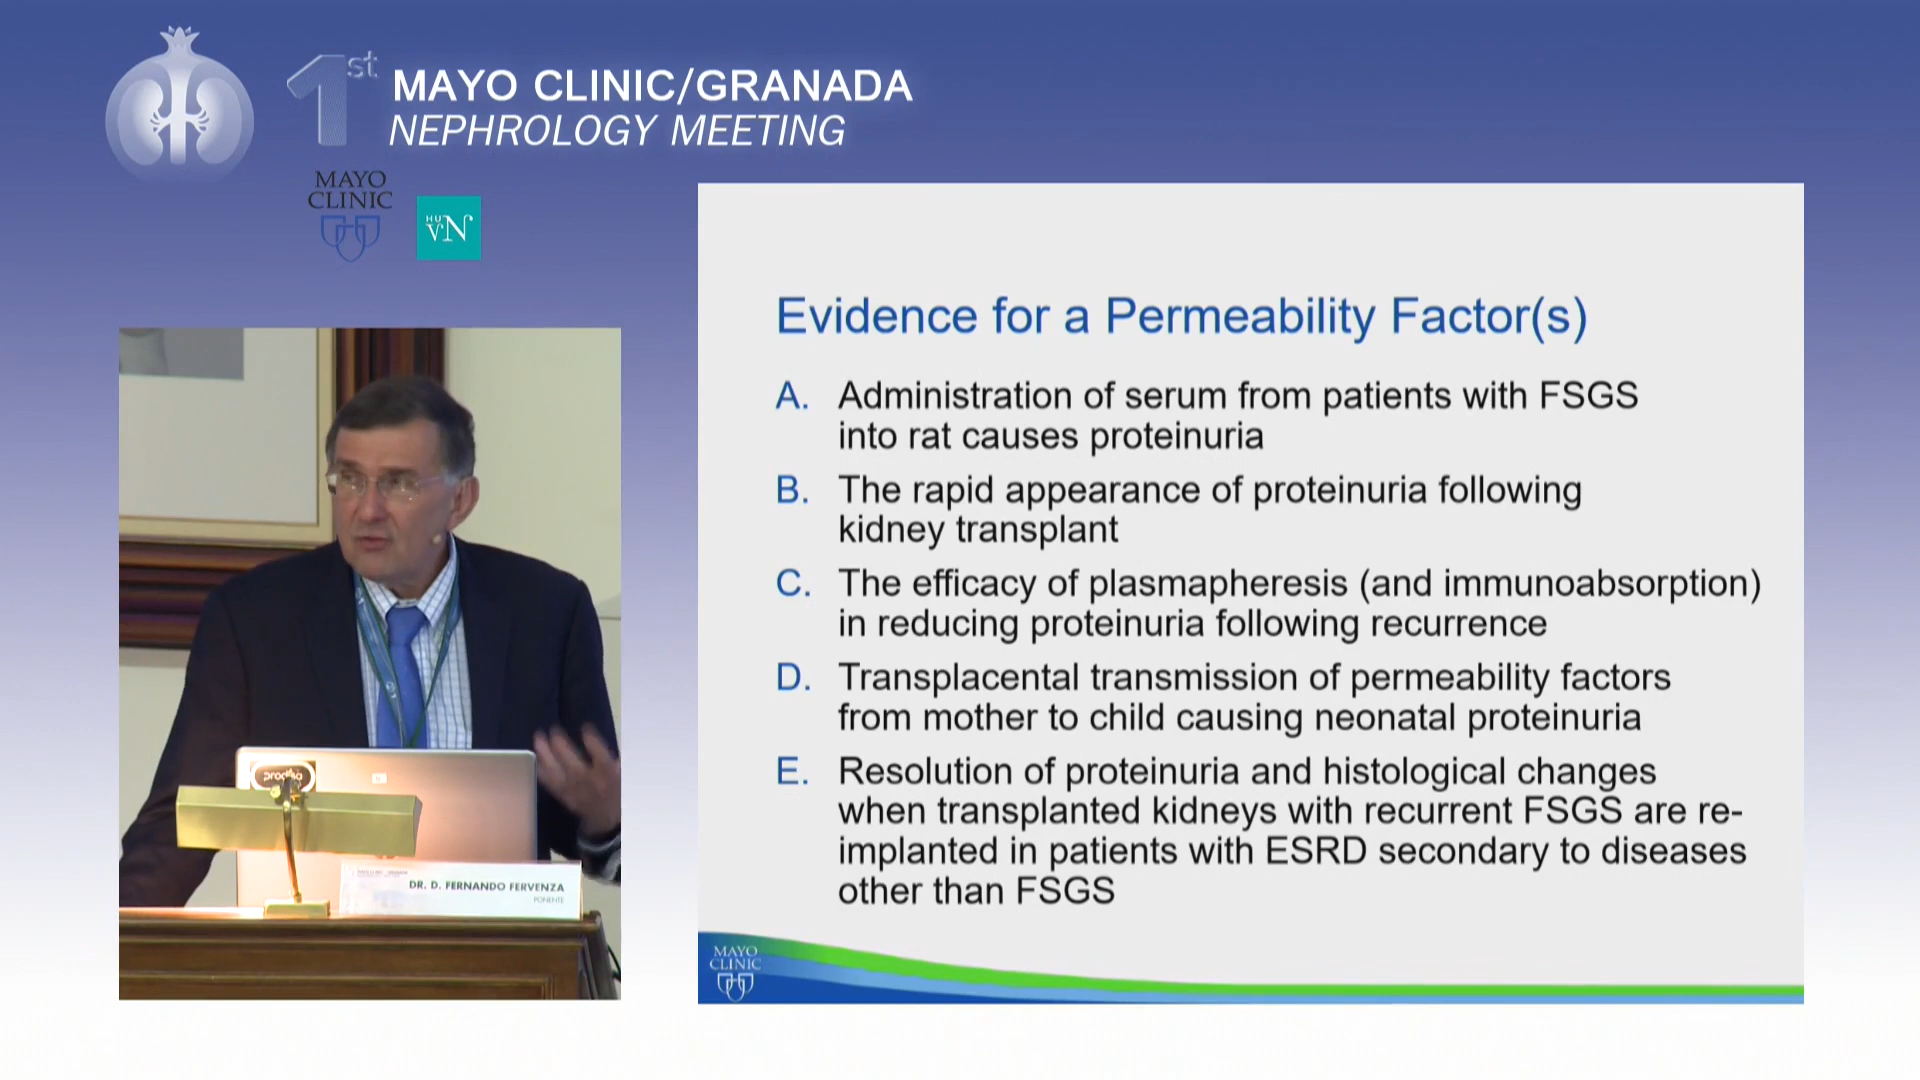 1st MAYO CLINIC/GRANADA
NEPHROLOGY MEETING
MAYO
CLINIC
HU
VN
Evidence for a Permeability Factor(s)
A. Administration of serum from patients with FSGS
into rat causes proteinuria
B. The rapid appearance of proteinuria following
kidney transplant
C. The efficacy of plasmapheresis (and immunoabsorption)
in reducing proteinuria following recurrence
D. Transplacental transmission of permeability factors
from mother to child causing neonatal proteinuria
E. Resolution of proteinuria and histological changes
when transplanted kidneys with recurrent FSGS are re-
implanted in patients with ESRD secondary to diseases
other than FSGS
MAYO
CLINIC
DR. D. FERNANDO FERVENZA
PONENTE